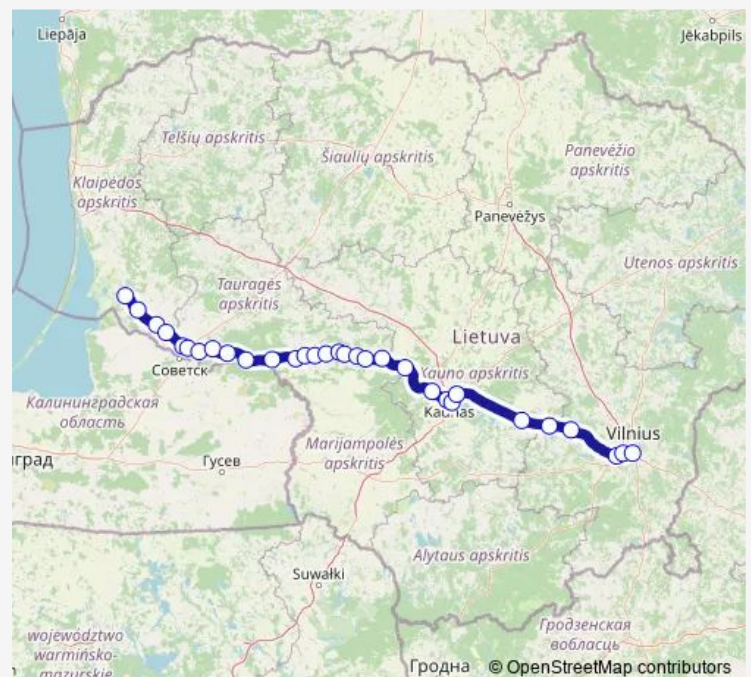 Liepāja
Jēkabpils
Telšių apskritis
Šiaulių apskritis
Panevėžio
apskritis
Klaipėdos
apskritis
Panevėžys
Utenos apskritis
Tauragės
apskritis
Lietuva
Советск
Kauno apskritis
Калининградская
область
Kaunas
Vilnius
Marijampolės
apskritis
Гусев
Alytaus apskritis
Suwałki
województwo
warmińsko-
mazurskie
Гродзенская
вобласць
Гродна
© OpenStreetMap contributors